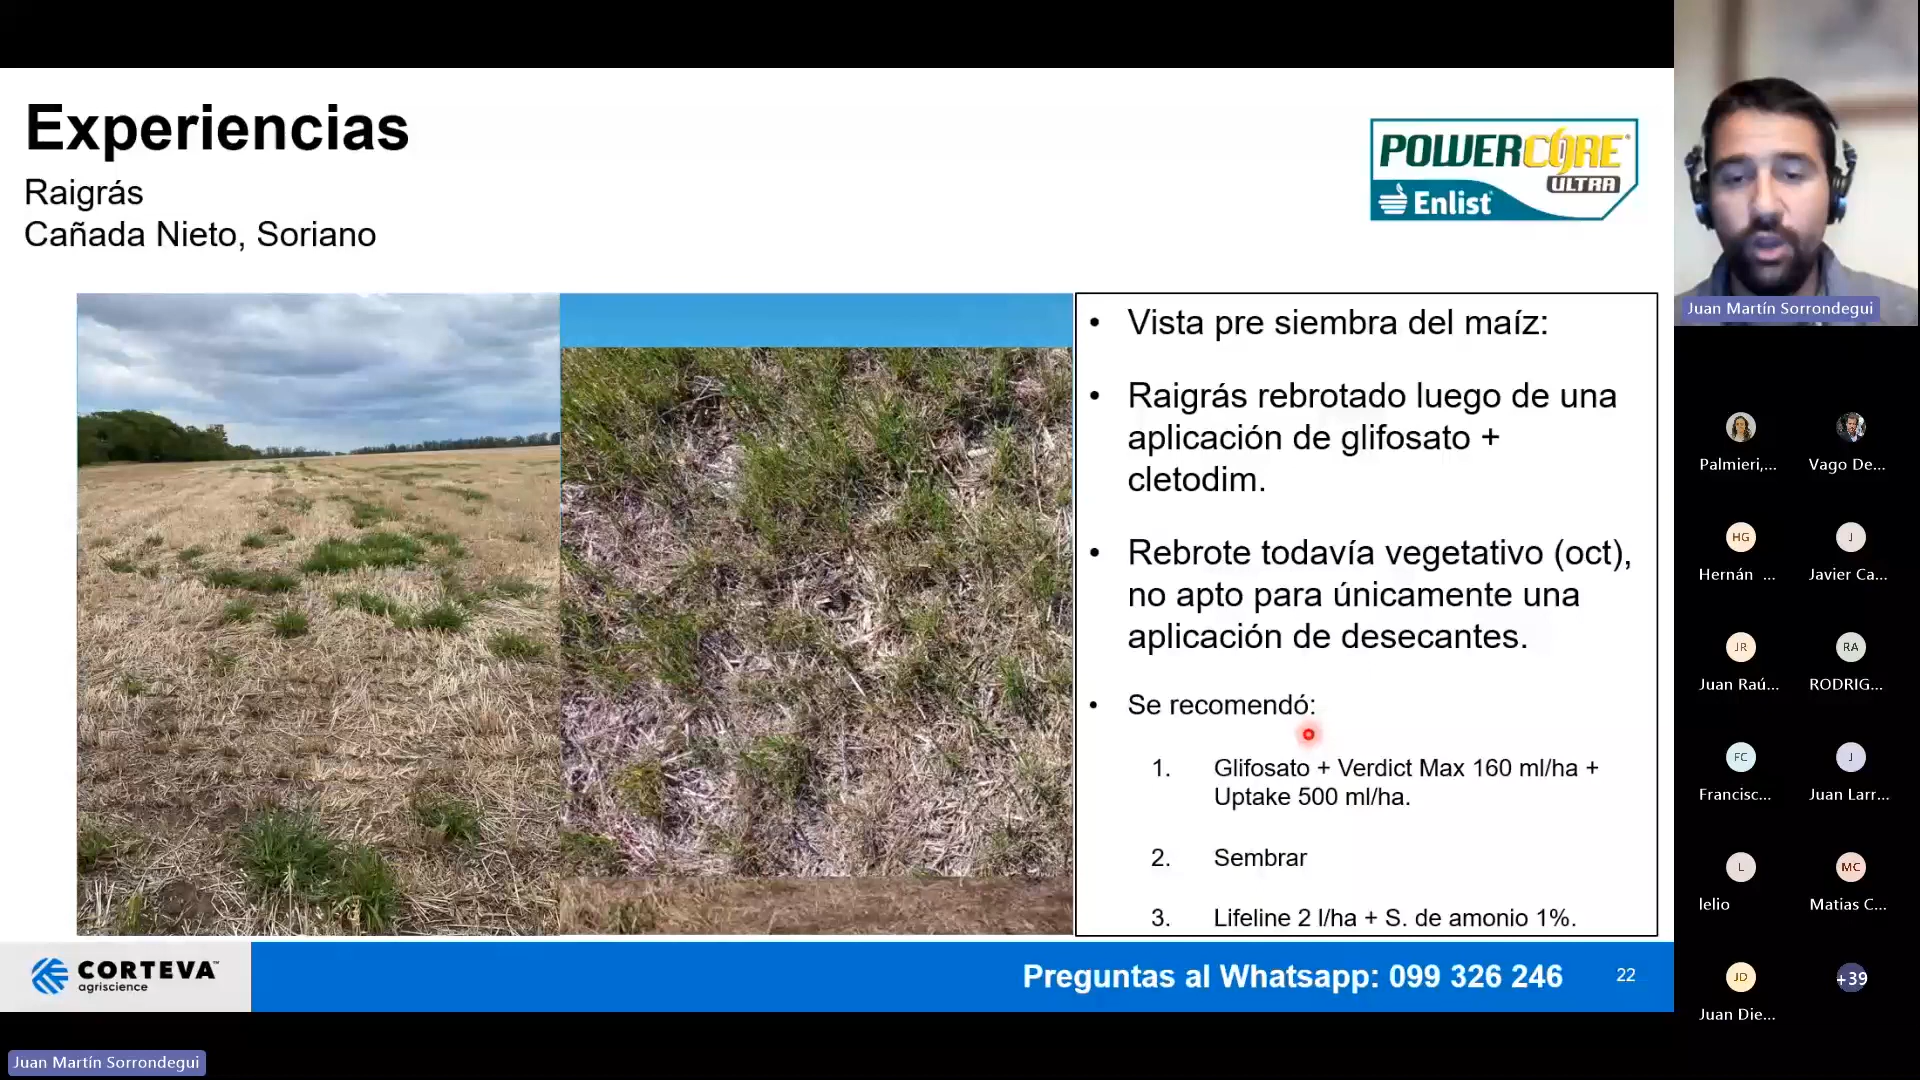 Experiencias
Raigrás
Cañada Nieto, Soriano
POWERCORE
ULTRA
Enlist
• Vista pre siembra del maíz:
• Raigrás rebrotado luego de una
aplicación de glifosato +
cletodim.
• Rebrote todavía vegetativo (oct),
no apto para únicamente una
aplicación de desecantes.
• Se recomendó:
1. Glifosato + Verdict Max 160 ml/ha +
Uptake 500 ml/ha.
2. Sembrar
3. Lifeline 2 l/ha + S. de amonio 1%.
CORTEVA™
agriscience
Preguntas al Whatsapp: 099 326 246
22
Juan Martín Sorrondegui
Juan Martín Sorrondegui
Palmieri,...
Vago De...
HG
J
Hernán ...
Javier Ca...
JR
RA
Juan Raú...
RODRIG...
FC
J
Francisc...
Juan Larr...
L
MC
lelio
Matias C...
JD
+39
Juan Die...